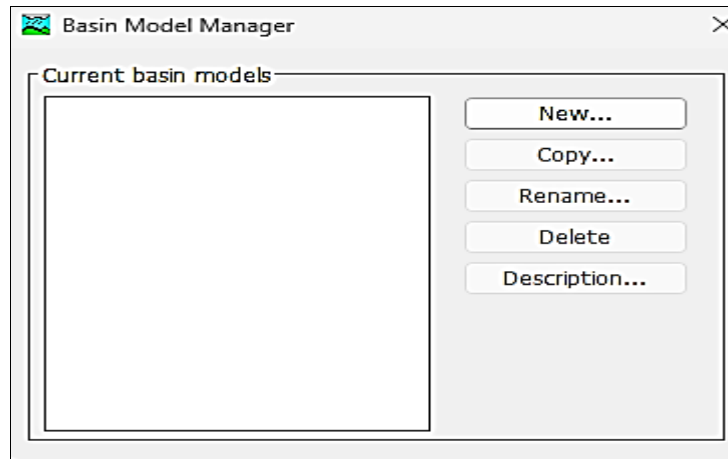 Basin Model Manager
Current basin models
New...
Copy...
Rename...
Delete
Description...